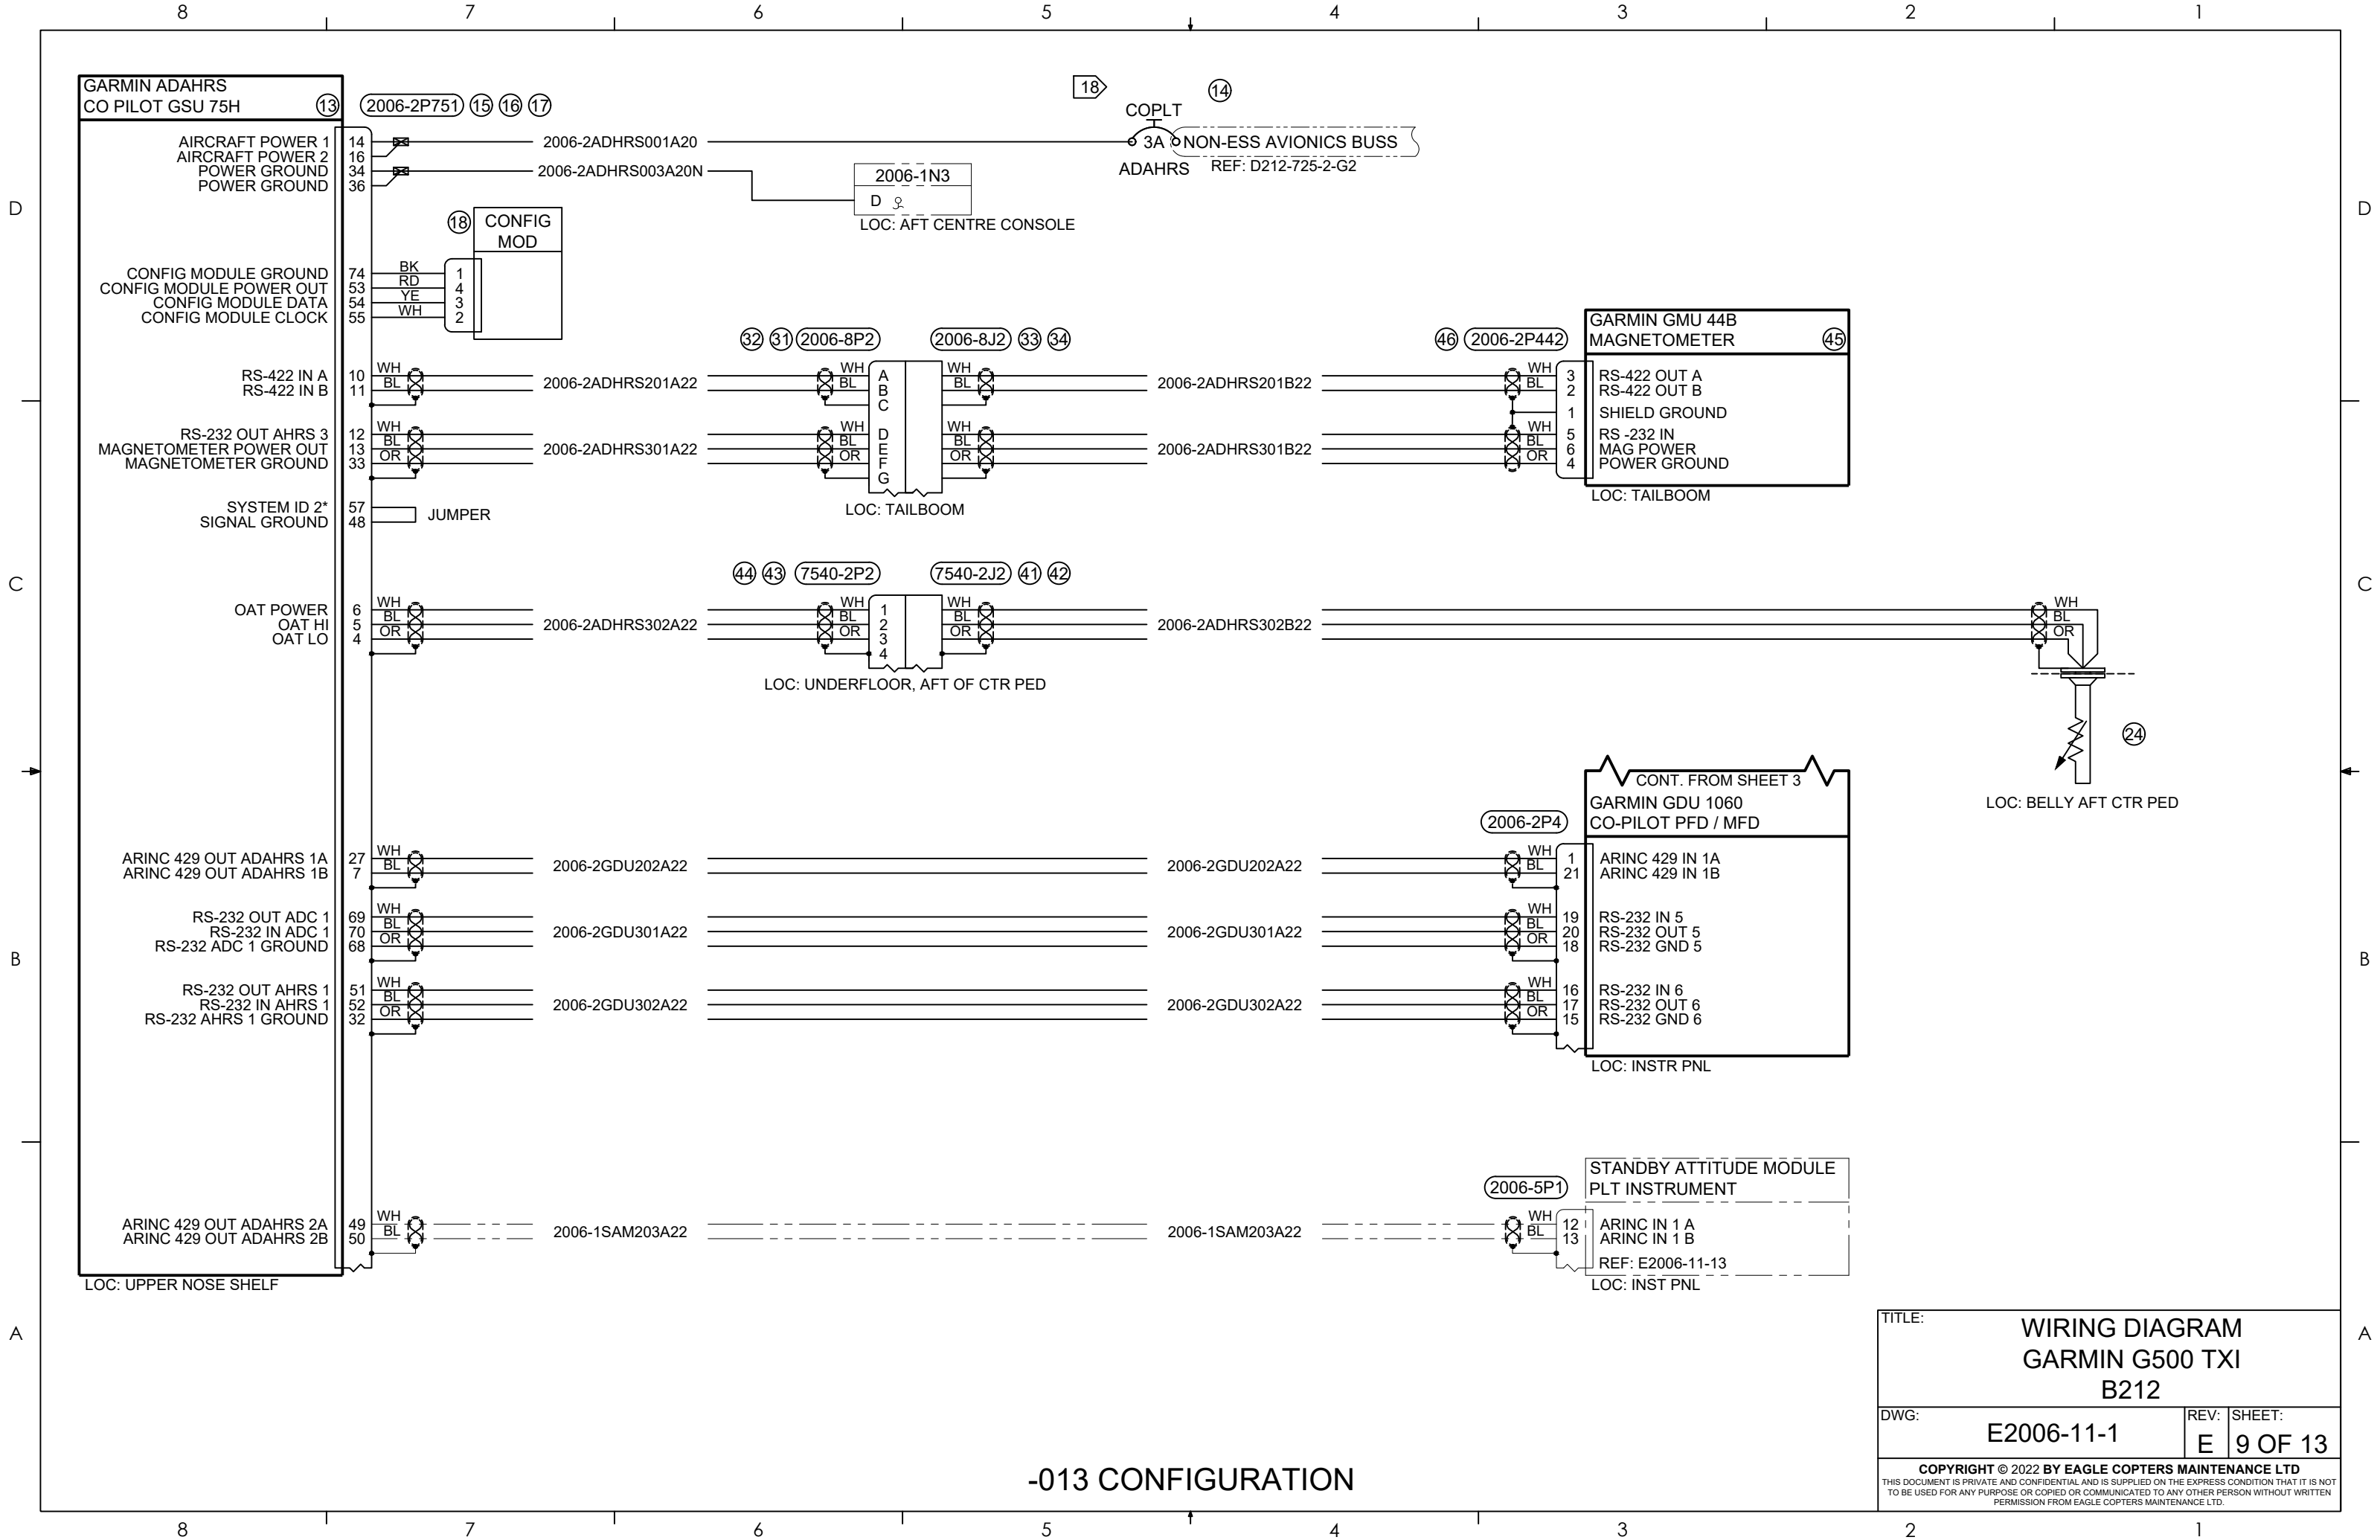 8 7 6 5 4 3 2 1
GARMIN ADAHRS
CO PILOT GSU 75H 13
2006-2P751 15 16 17
18 14
COPLT
3A
ADAHRS
NON-ESS AVIONICS BUSS
REF: D212-725-2-G2
AIRCRAFT POWER 1 14 2006-2ADHRS001A20
AIRCRAFT POWER 2 16
POWER GROUND 34 2006-2ADHRS003A20N
POWER GROUND 36
2006-1N3
D
LOC: AFT CENTRE CONSOLE
D D
18 CONFIG
MOD
CONFIG MODULE GROUND 74 BK 1
CONFIG MODULE POWER OUT 53 RD 4
CONFIG MODULE DATA 54 YE 3
CONFIG MODULE CLOCK 55 WH 2
32 31 2006-8P2 2006-8J2 33 34
46 2006-2P442
GARMIN GMU 44B
MAGNETOMETER 45
RS-422 IN A 10 WH 2006-2ADHRS201A22 WH A WH 2006-2ADHRS201B22 WH 3 RS-422 OUT A
RS-422 IN B 11 BL BL B BL BL 2 RS-422 OUT B
C 1 SHIELD GROUND
RS-232 OUT AHRS 3 12 WH WH D WH WH 5 RS -232 IN
MAGNETOMETER POWER OUT 13 BL 2006-2ADHRS301A22 BL E BL 2006-2ADHRS301B22 BL 6 MAG POWER
MAGNETOMETER GROUND 33 OR OR F OR OR 4 POWER GROUND
G
LOC: TAILBOOM
LOC: TAILBOOM
SYSTEM ID 2* 57
SIGNAL GROUND 48
JUMPER
44 43 7540-2P2 7540-2J2 41 42
C C
OAT POWER 6 WH WH 1 WH WH
OAT HI 5 BL 2006-2ADHRS302A22 BL 2 BL 2006-2ADHRS302B22 BL
OAT LO 4 OR OR 3 OR OR
4
LOC: UNDERFLOOR, AFT OF CTR PED
24
LOC: BELLY AFT CTR PED
CONT. FROM SHEET 3
2006-2P4
GARMIN GDU 1060
CO-PILOT PFD / MFD
ARINC 429 OUT ADAHRS 1A 27 WH 2006-2GDU202A22 2006-2GDU202A22 WH 1 ARINC 429 IN 1A
ARINC 429 OUT ADAHRS 1B 7 BL BL 21 ARINC 429 IN 1B
RS-232 OUT ADC 1 69 WH WH 19 RS-232 IN 5
RS-232 IN ADC 1 70 BL 2006-2GDU301A22 2006-2GDU301A22 BL 20 RS-232 OUT 5
RS-232 ADC 1 GROUND 68 OR OR 18 RS-232 GND 5
B B
RS-232 OUT AHRS 1 51 WH WH 16 RS-232 IN 6
RS-232 IN AHRS 1 52 BL 2006-2GDU302A22 2006-2GDU302A22 BL 17 RS-232 OUT 6
RS-232 AHRS 1 GROUND 32 OR OR 15 RS-232 GND 6
LOC: INSTR PNL
2006-5P1
STANDBY ATTITUDE MODULE
PLT INSTRUMENT
ARINC 429 OUT ADAHRS 2A 49 WH 2006-1SAM203A22 2006-1SAM203A22 WH 12 ARINC IN 1 A
ARINC 429 OUT ADAHRS 2B 50 BL BL 13 ARINC IN 1 B
REF: E2006-11-13
LOC: INST PNL
LOC: UPPER NOSE SHELF
A A
TITLE:
WIRING DIAGRAM
GARMIN G500 TXI
B212
DWG:
E2006-11-1
REV:
E
SHEET:
9 OF 13
COPYRIGHT © 2022 BY EAGLE COPTERS MAINTENANCE LTD
THIS DOCUMENT IS PRIVATE AND CONFIDENTIAL AND IS SUPPLIED ON THE EXPRESS CONDITION THAT IT IS NOT
TO BE USED FOR ANY PURPOSE OR COPIED OR COMMUNICATED TO ANY OTHER PERSON WITHOUT WRITTEN
PERMISSION FROM EAGLE COPTERS MAINTENANCE LTD.
-013 CONFIGURATION
8 7 6 5 4 3 2 1